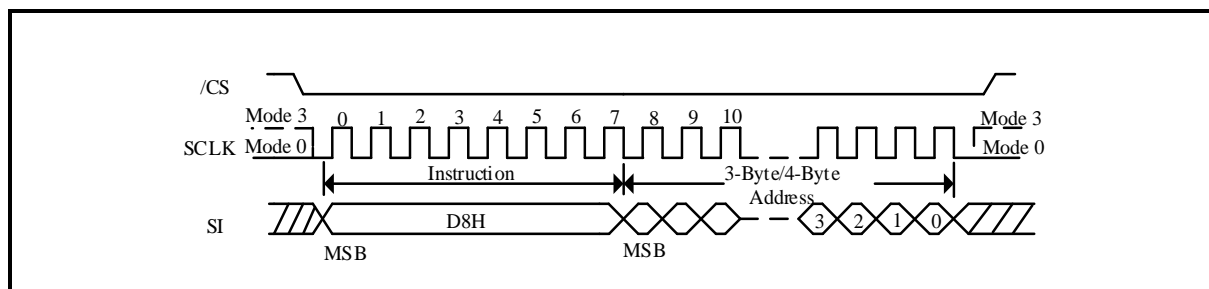 /CS
Mode 3 0 1 2 3 4 5 6 7 8 9 10 Mode 3
SCLK Mode 0 Mode 0
Instruction 3-Byte/4-Byte
Address
SI D8H 3 2 1 0
MSB MSB